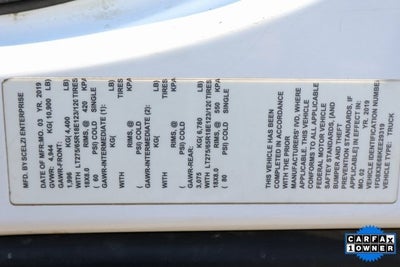 MFD. BY SCELZI ENTERPRISE
DATE OF MFR: MO. 03 YR. 2019
GVWR: 4,944 KG( 10,900 LB)
GAWR-FRONT:
1,996 KG( 4,400 LB)
WITH LT275/65R18E123/120 TIRES
18X8.0 RIMS, @ 420 KPA
( PSI) COLD SINGLE
GAWR-INTERMEDIATE (1):
KG( LB)
WITH TIRES
RIMS, @ KPA
( PSI) COLD
GAWR-INTERMEDIATE (2):
KG( LB)
WITH TIRES
RIMS, @ KPA
( PSI) COLD
GAWR-REAR:
3,075 KG( 6,780 LB)
WITH LT275/65R18E123/120 TIRES
18X8.0 RIMS, @ 550 KPA
( 80 PSI) COLD SINGLE
THIS VEHICLE HAS BEEN
COMPLETED IN ACCORDANCE
WITH THE PRIOR
MANUFACTURERS' IVD, WHERE
APPLICABLE. THIS VEHICLE
CONFORMS TO ALL APPLICABLE
FEDERAL MOTOR VEHICLE
SAFETY STANDARDS, [AND
BUMPER AND THEFT
PREVENTION STANDARDS, IF
APPLICABLE] IN EFFECT IN:
MO. 02 YR. 2019
VEHICLE IDENTIFICATION NUMBER:
VEHICLE TYPE: TRUCK
CARFAX
1 OWNER